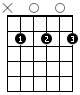 × ○ ○
1 2 3